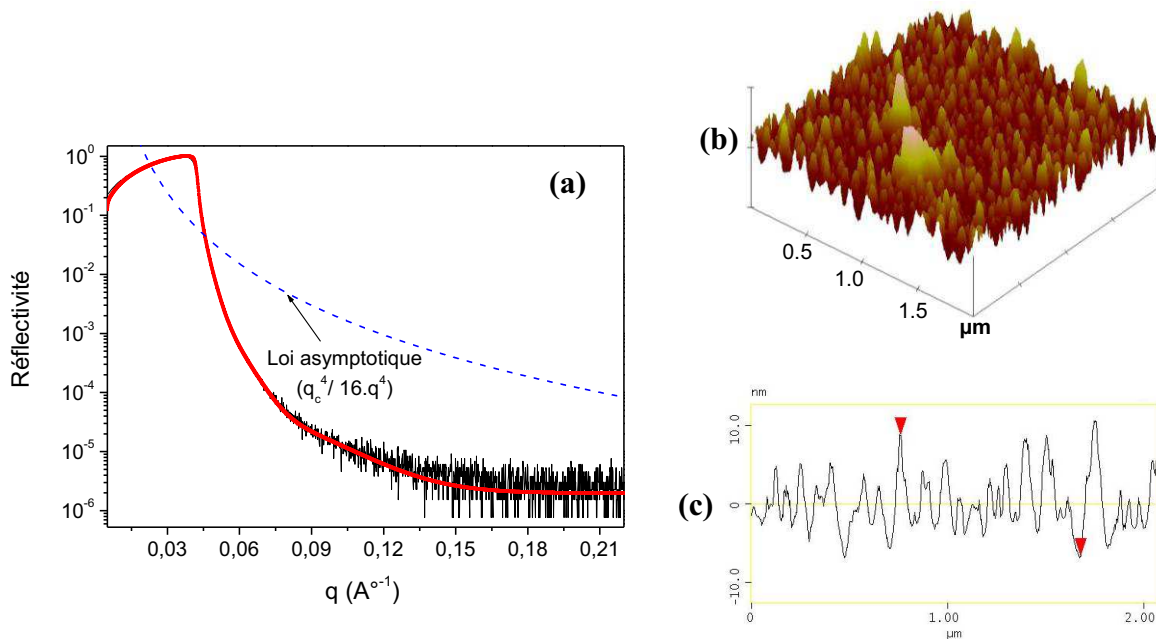 (a)
10⁰
10⁻¹
10⁻²
10⁻³
10⁻⁴
10⁻⁵
10⁻⁶
Réflectivité
Loi asymptotique
(q_c⁴/ 16.q⁴)
0,03 0,06 0,09 0,12 0,15 0,18 0,21
q (A°⁻¹)
(b)
0.5
1.0
1.5
µm
(c)
nm
10.0
0
-10.0
0 1.00 2.00
µm